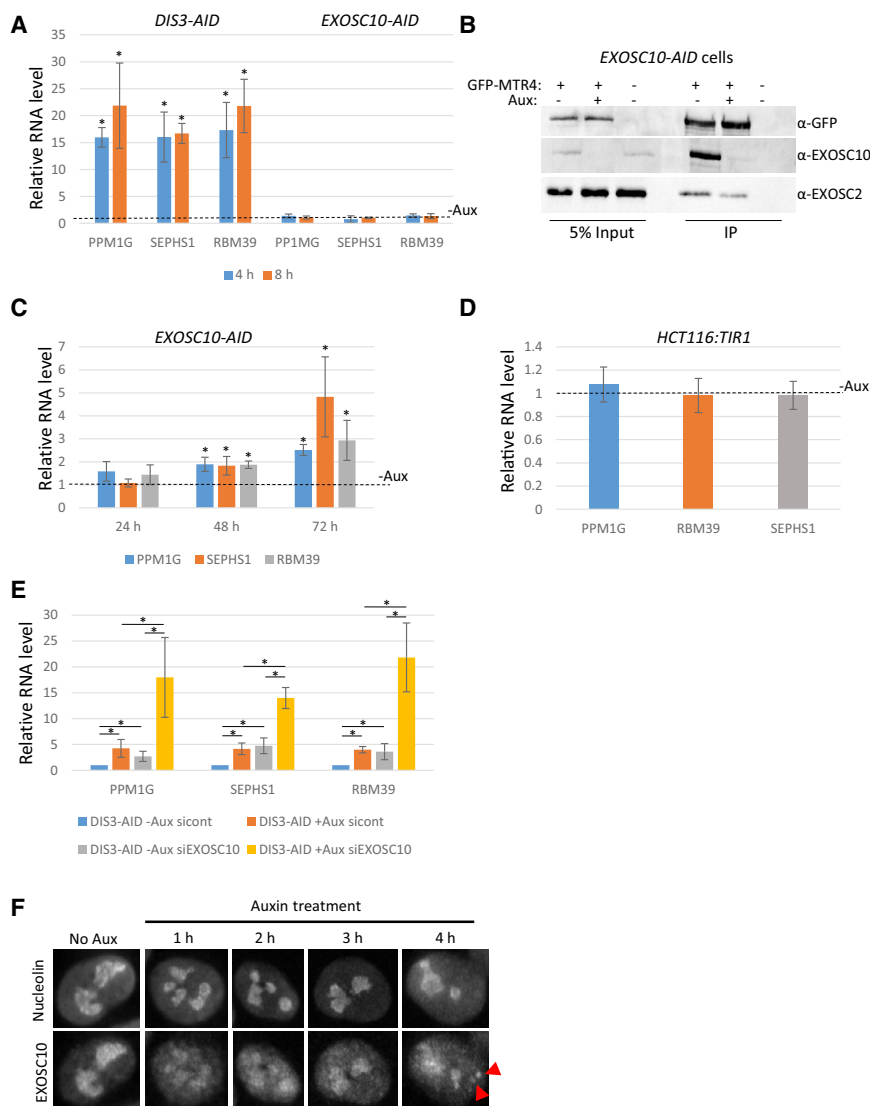 A
DIS3-AID EXOSC10-AID
Relative RNA level
40
35
30
25
20
15
10
5
0
* * * * * *
-Aux
PPM1G SEPHS1 RBM39 PP1MG SEPHS1 RBM39
4 h 8 h
B
EXOSC10-AID cells
GFP-MTR4: + + - + + -
Aux: - + - - + -
α-GFP
α-EXOSC10
α-EXOSC2
5% Input IP
C
EXOSC10-AID
Relative RNA level
7
6
5
4
3
2
1
0
* * * * * *
-Aux
24 h 48 h 72 h
PPM1G SEPHS1 RBM39
D
HCT116:TIR1
Relative RNA level
1.4
1.2
1
0.8
0.6
0.4
0.2
0
-Aux
PPM1G RBM39 SEPHS1
E
Relative RNA level
30
25
20
15
10
5
0
* * * *
* * * *
* * * *
PPM1G SEPHS1 RBM39
DIS3-AID -Aux sicont DIS3-AID +Aux sicont
DIS3-AID -Aux siEXOSC10 DIS3-AID +Aux siEXOSC10
F
Auxin treatment
No Aux 1 h 2 h 3 h 4 h
Nucleolin
EXOSC10